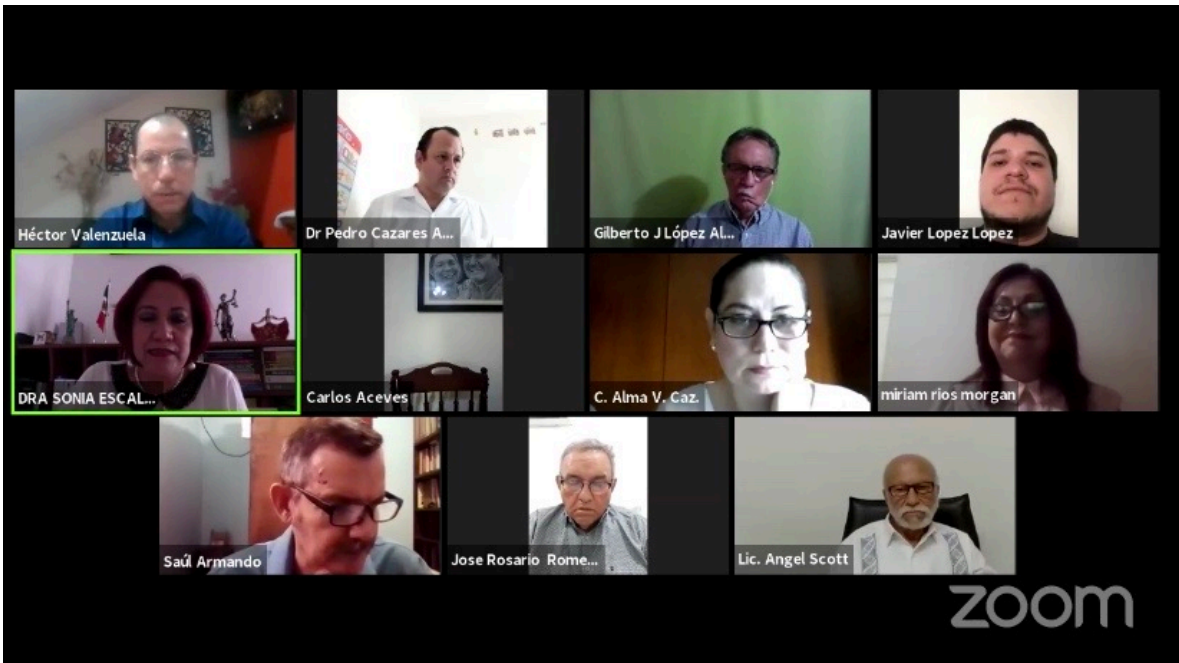 Héctor Valenzuela
Dr Pedro Cazares A...
Gilberto J López Al...
Javier Lopez Lopez
DRA SONIA ESCAL...
Carlos Aceves
C. Alma V. Caz.
miriam rios morgan
Saúl Armando
Jose Rosario Rome...
Lic. Angel Scott
zoom